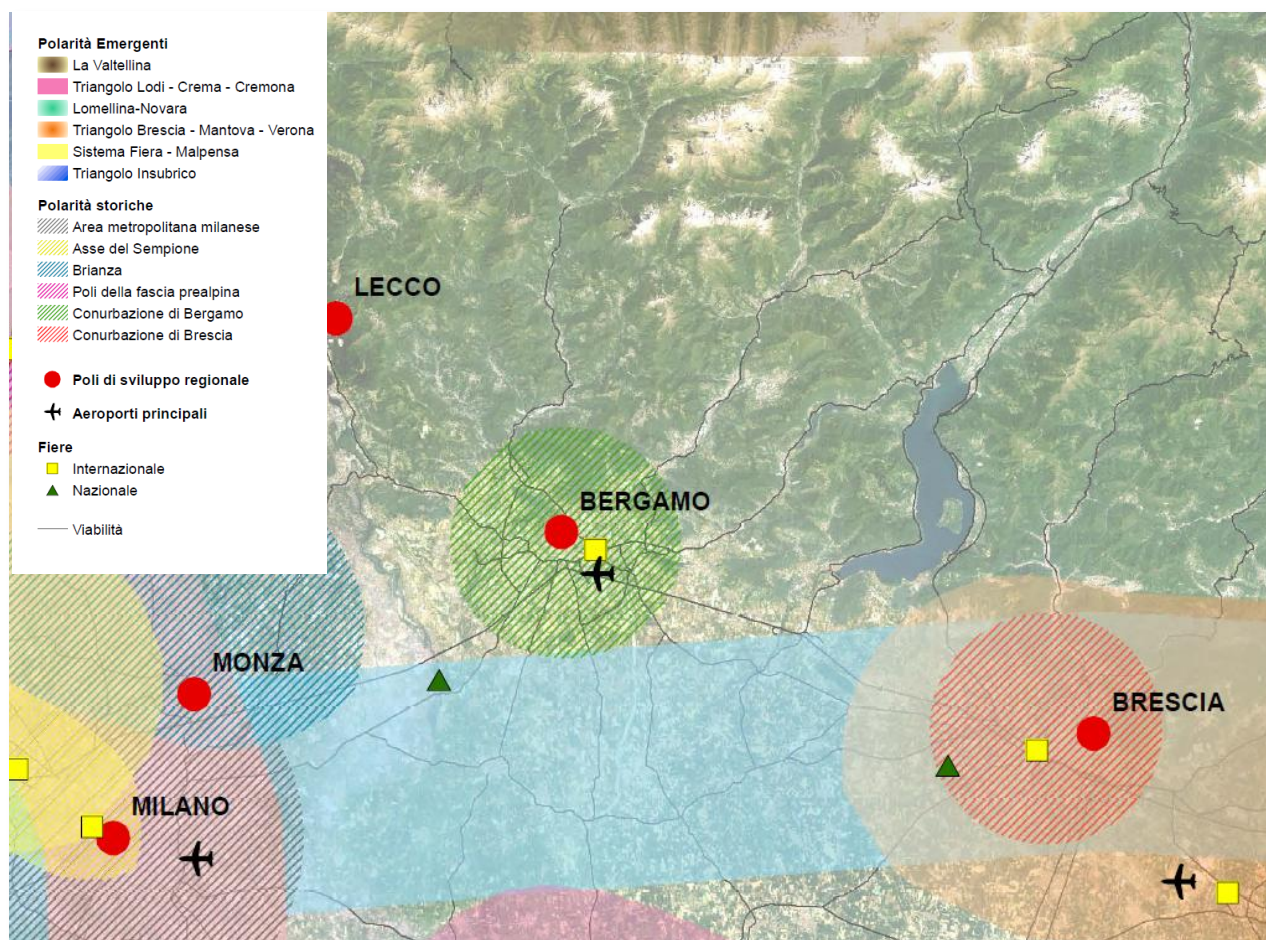 Polarità Emergenti
La Valtellina
Triangolo Lodi - Crema - Cremona
Lomellina-Novara
Triangolo Brescia - Mantova - Verona
Sistema Fiera - Malpensa
Triangolo Insubrico
Polarità storiche
Area metropolitana milanese
Asse del Sempione
Brianza
Poli della fascia prealpina
Conurbazione di Bergamo
Conurbazione di Brescia
Poli di sviluppo regionale
Aeroporti principali
Fiere
Internazionale
Nazionale
Viabilità
LECCO
BERGAMO
MONZA
BRESCIA
MILANO